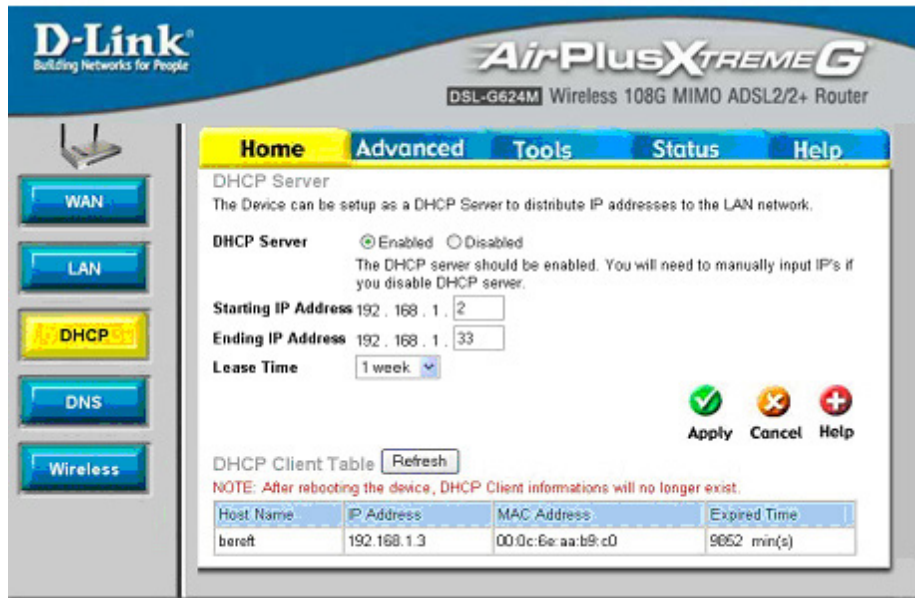 D-Link
Building Networks for People
AirPlusXTREMEG
DSL-G624M Wireless 108G MIMO ADSL2/2+ Router
Home Advanced Tools Status Help
WAN
LAN
DHCP
DNS
Wireless
DHCP Server
The Device can be setup as a DHCP Server to distribute IP addresses to the LAN network.
DHCP Server Enabled Disabled
The DHCP server should be enabled. You will need to manually input IP's if
you disable DHCP server.
Starting IP Address 192 . 168 . 1 . 2
Ending IP Address 192 . 168 . 1 . 33
Lease Time 1 week
Apply Cancel Help
DHCP Client Table Refresh
NOTE: After rebooting the device, DHCP Client informations will no longer exist.
Host Name IP Address MAC Address Expired Time
bereft 192.168.1.3 00:0c:6e:aa:b9:c0 9852 min(s)